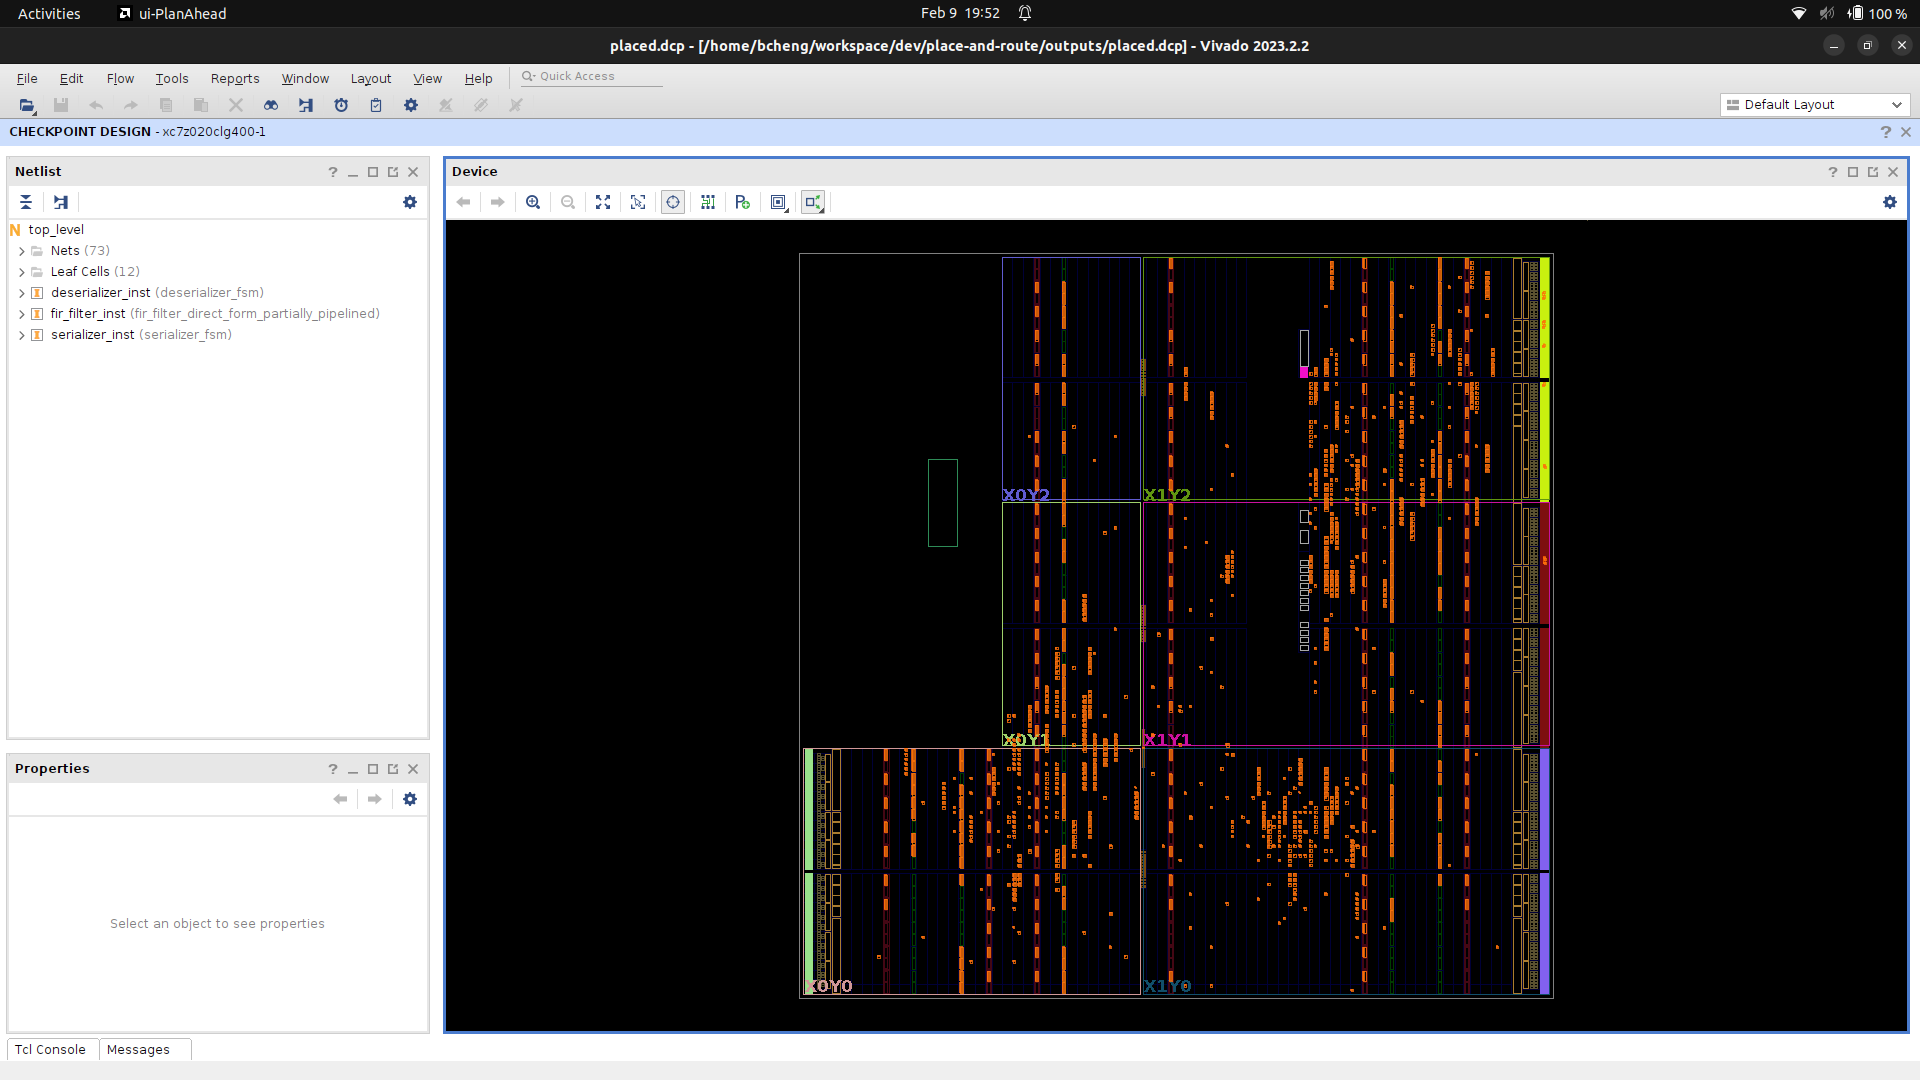 Activities
ui-PlanAhead
Feb 9 19:52
100 %
placed.dcp - [/home/bcheng/workspace/dev/place-and-route/outputs/placed.dcp] - Vivado 2023.2.2
File Edit Flow Tools Reports Window Layout View Help
Quick Access
Default Layout
CHECKPOINT DESIGN - xc7z020clg400-1
Netlist
top_level
Nets (73)
Leaf Cells (12)
deserializer_inst (deserializer_fsm)
fir_filter_inst (fir_filter_direct_form_partially_pipelined)
serializer_inst (serializer_fsm)
Properties
Select an object to see properties
Tcl Console
Messages
Device
X0Y2
X1Y2
X0Y1
X1Y1
X0Y0
X1Y0